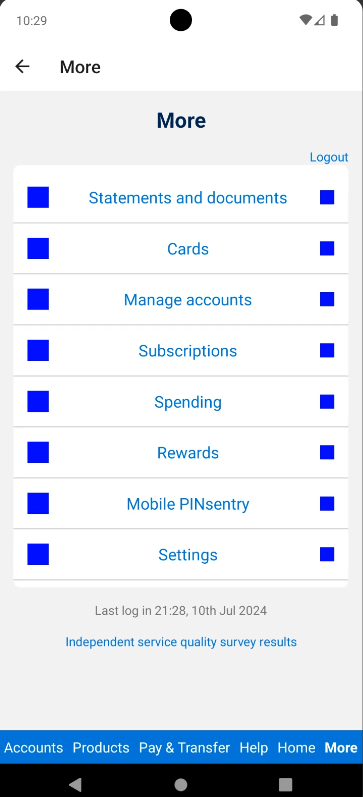 10:29
More
More
Logout
Statements and documents
Cards
Manage accounts
Subscriptions
Spending
Rewards
Mobile PINsentry
Settings
Last log in 21:28, 10th Jul 2024
Independent service quality survey results
Accounts Products Pay & Transfer Help Home More